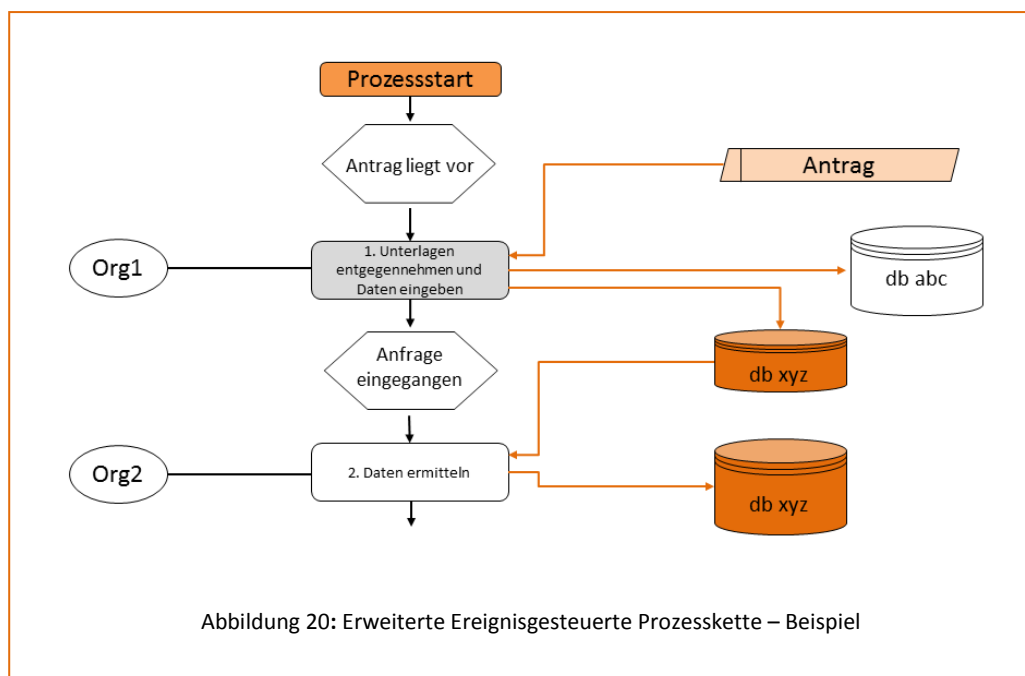 Prozessstart
Antrag liegt vor
Antrag
1. Unterlagen
entgegennehmen und
Daten eingeben
Org1
db abc
Anfrage
eingegangen
db xyz
Org2
2. Daten ermitteln
db xyz
Abbildung 20: Erweiterte Ereignisgesteuerte Prozesskette – Beispiel